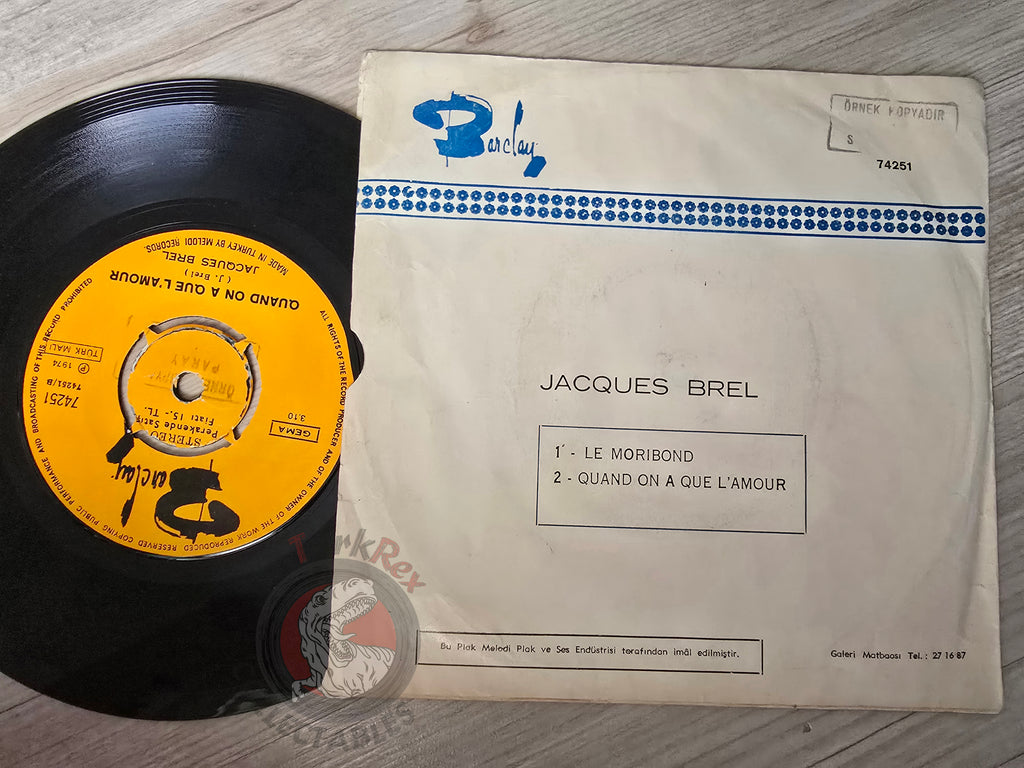 Barclay
ÖRNEK KOPYADIR
S
74251
JACQUES BREL
1 - LE MORIBOND
2 - QUAND ON A QUE L'AMOUR
Bu Plak Melodi Plak ve Ses Endüstrisi terafından imâl edilmiştir.
Galeri Matbaası Tel.: 27 16 87
Barclay
STEREO
Perakende Satış
Fiatı 15.- TL.
GEMA
3.10
74251
74251/B
℗ 1974
TÜRK MALI
QUAND ON A QUE L'AMOUR
( J. Brel )
JACQUES BREL
MADE IN TURKEY BY MELODI RECORDS.
ALL RIGHTS OF THE RECORD PRODUCER AND OF THE OWNER OF THE WORK REPRODUCED RESERVED COPYING PUBLIC PERFORMANCE AND BROADCASTING OF THIS RECORD PROHIBITED
TurkRex